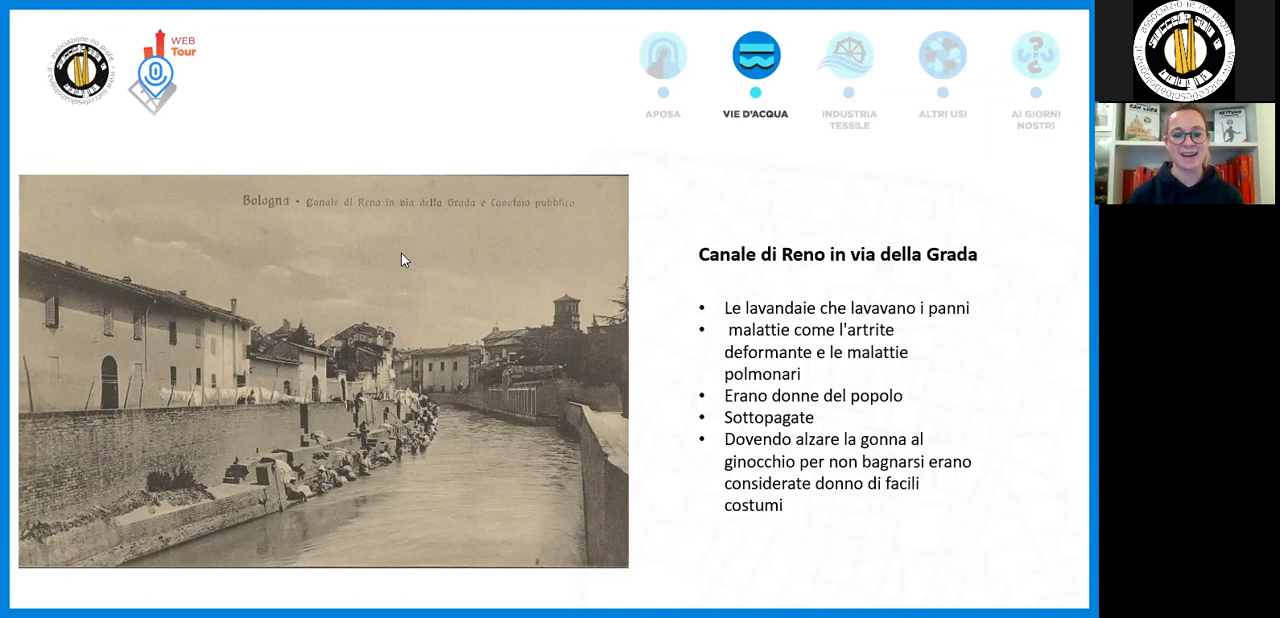 WEB
Tour
APOSA
VIE D'ACQUA
INDUSTRIA
TESSILE
ALTRI USI
AI GIORNI
NOSTRI
Bologna - Canale di Reno in via della Grada e Lavatoio pubblico
Canale di Reno in via della Grada
• Le lavandaie che lavavano i panni
• malattie come l'artrite
deformante e le malattie
polmonari
• Erano donne del popolo
• Sottopagate
• Dovendo alzare la gonna al
ginocchio per non bagnarsi erano
considerate donno di facili
costumi